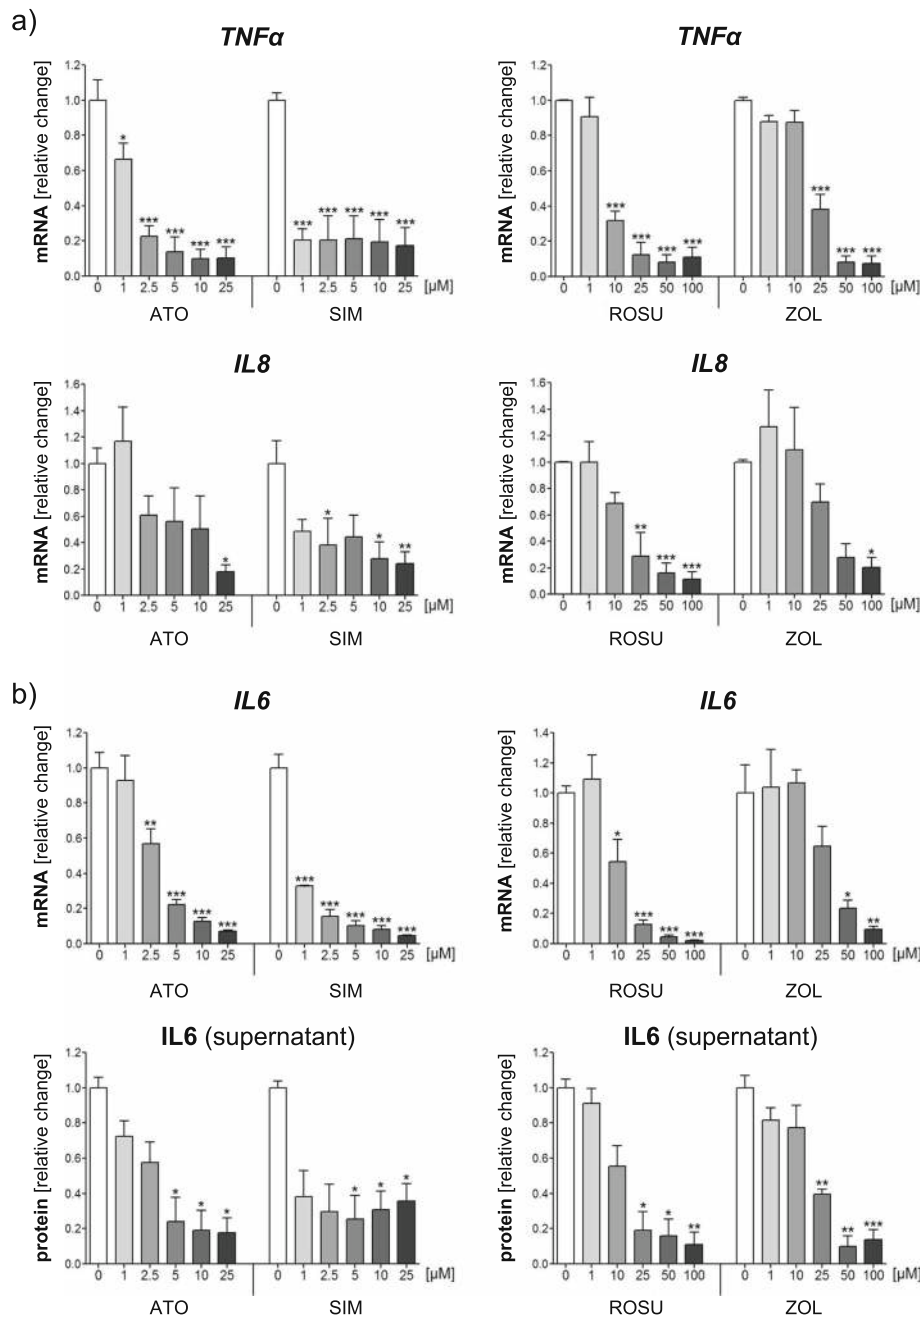 a)
TNFα
mRNA [relative change]
1.2
1.0
0.8
0.6
0.4
0.2
0.0
* *** *** *** *** *** *** *** *** ***
0 1 2.5 5 10 25 0 1 2.5 5 10 25 [µM]
ATO SIM
TNFα
mRNA [relative change]
1.2
1.0
0.8
0.6
0.4
0.2
0.0
*** *** *** *** *** *** ***
0 1 10 25 50 100 0 1 10 25 50 100 [µM]
ROSU ZOL
IL8
mRNA [relative change]
1.6
1.4
1.2
1.0
0.8
0.6
0.4
0.2
0.0
* * * **
0 1 2.5 5 10 25 0 1 2.5 5 10 25 [µM]
ATO SIM
IL8
mRNA [relative change]
1.6
1.4
1.2
1.0
0.8
0.6
0.4
0.2
0.0
** *** *** *
0 1 10 25 50 100 0 1 10 25 50 100 [µM]
ROSU ZOL
b)
IL6
mRNA [relative change]
1.2
1.0
0.8
0.6
0.4
0.2
0.0
** *** *** *** *** *** *** *** ***
0 1 2.5 5 10 25 0 1 2.5 5 10 25 [µM]
ATO SIM
IL6
mRNA [relative change]
1.4
1.2
1.0
0.8
0.6
0.4
0.2
0.0
* *** *** *** * **
0 1 10 25 50 100 0 1 10 25 50 100 [µM]
ROSU ZOL
IL6 (supernatant)
protein [relative change]
1.2
1.0
0.8
0.6
0.4
0.2
0.0
* * * * * *
0 1 2.5 5 10 25 0 1 2.5 5 10 25 [µM]
ATO SIM
IL6 (supernatant)
protein [relative change]
1.2
1.0
0.8
0.6
0.4
0.2
0.0
* * ** ** ** ***
0 1 10 25 50 100 0 1 10 25 50 100 [µM]
ROSU ZOL